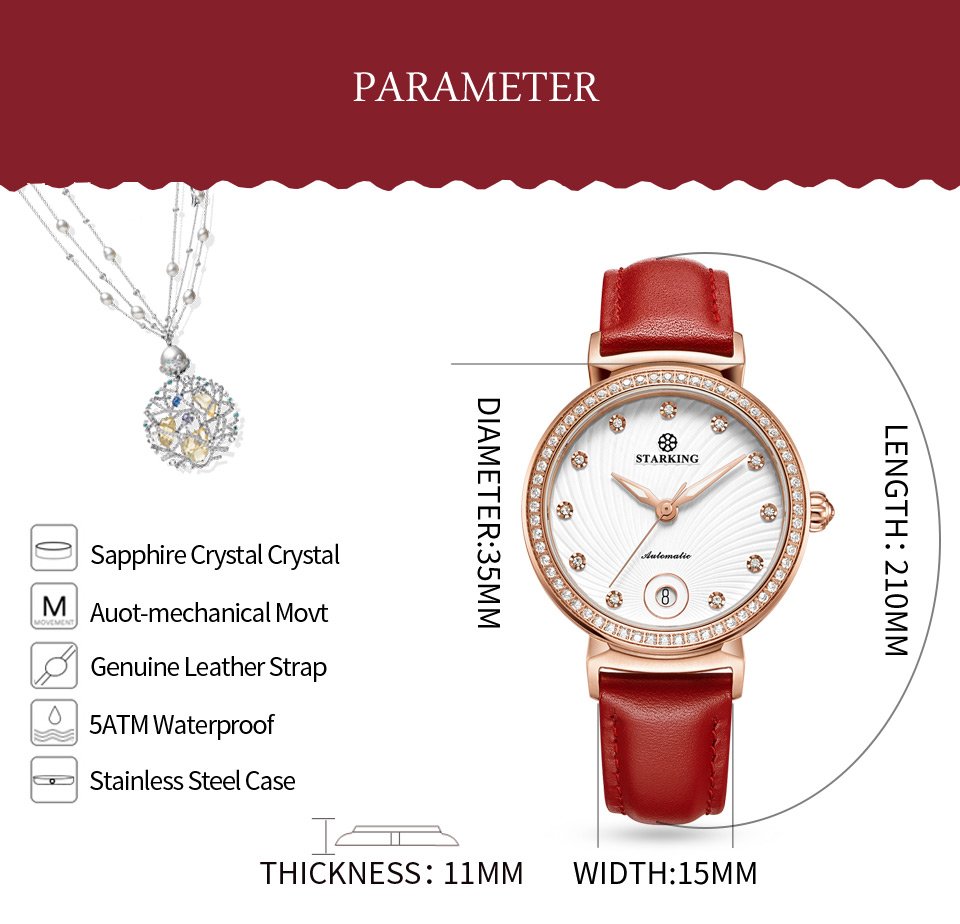 PARAMETER
STARKING
Automatic
8
DIAMETER:35MM
LENGTH: 210MM
Sapphire Crystal Crystal
M
MOVEMENT
Auot-mechanical Movt
Genuine Leather Strap
5ATM Waterproof
Stainless Steel Case
THICKNESS: 11MM
WIDTH:15MM